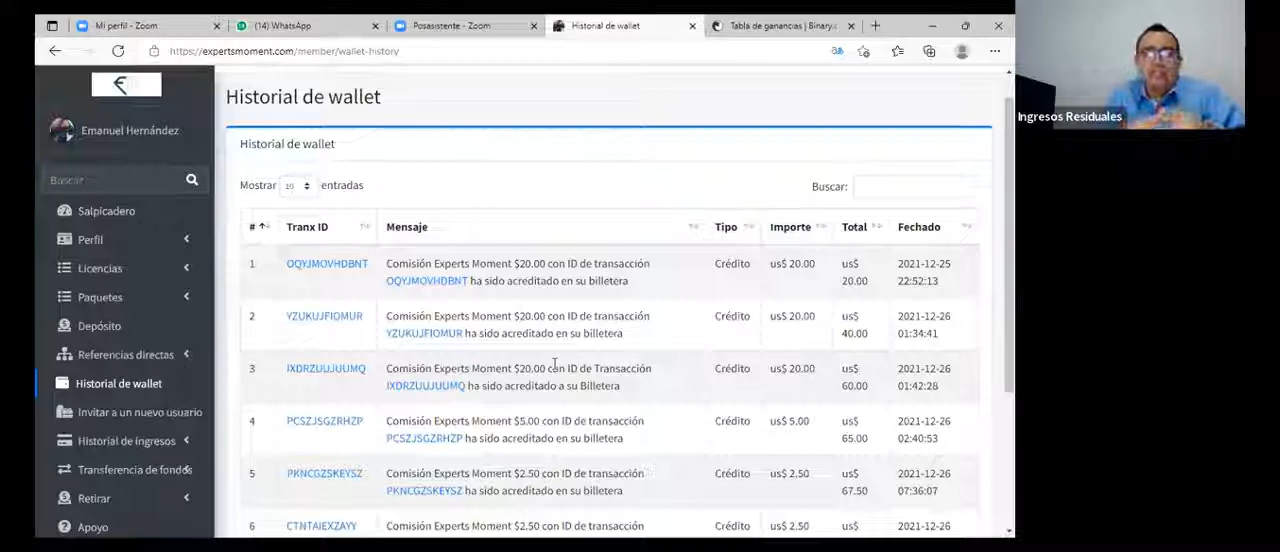 Mi perfil - Zoom
(14) WhatsApp
Posasistente - Zoom
Historial de wallet
Tabla de ganancias | Binary.
https://expertsmoment.com/member/wallet-history
Ingresos Residuales
Emanuel Hernández
Buscar
Salpicadero
Perfil
Licencias
Paquetes
Depósito
Referencias directas
Historial de wallet
Invitar a un nuevo usuario
Historial de ingresos
Transferencia de fondos
Retirar
Apoyo
Historial de wallet
Historial de wallet
Mostrar 10 entradas
Buscar:
# Tranx ID Mensaje Tipo Importe Total Fechado
1 OQYJMOVHDBNT Comisión Experts Moment $20.00 con ID de transacción Crédito us$ 20.00 us$ 2021-12-25
OQYJMOVHDBNT ha sido acreditado en su billetera 20.00 22:52:13
2 YZUKUJFIOMUR Comisión Experts Moment $20.00 con ID de transacción Crédito us$ 20.00 us$ 2021-12-26
YZUKUJFIOMUR ha sido acreditado en su billetera 40.00 01:34:41
3 IXDRZUUJUUMQ Comisión Experts Moment $20.00 con ID de Transacción Crédito us$ 20.00 us$ 2021-12-26
IXDRZUUJUUMQ ha sido acreditado a su Billetera 60.00 01:42:28
4 PCSZJSGZRHZP Comisión Experts Moment $5.00 con ID de transacción Crédito us$ 5.00 us$ 2021-12-26
PCSZJSGZRHZP ha sido acreditado en su billetera 65.00 02:40:53
5 PKNCGZSKEYSZ Comisión Experts Moment $2.50 con ID de transacción Crédito us$ 2.50 us$ 2021-12-26
PKNCGZSKEYSZ ha sido acreditado en su billetera 67.50 07:36:07
6 CTNTAIEXZAYY Comisión Experts Moment $2.50 con ID de transacción Crédito us$ 2.50 us$ 2021-12-26